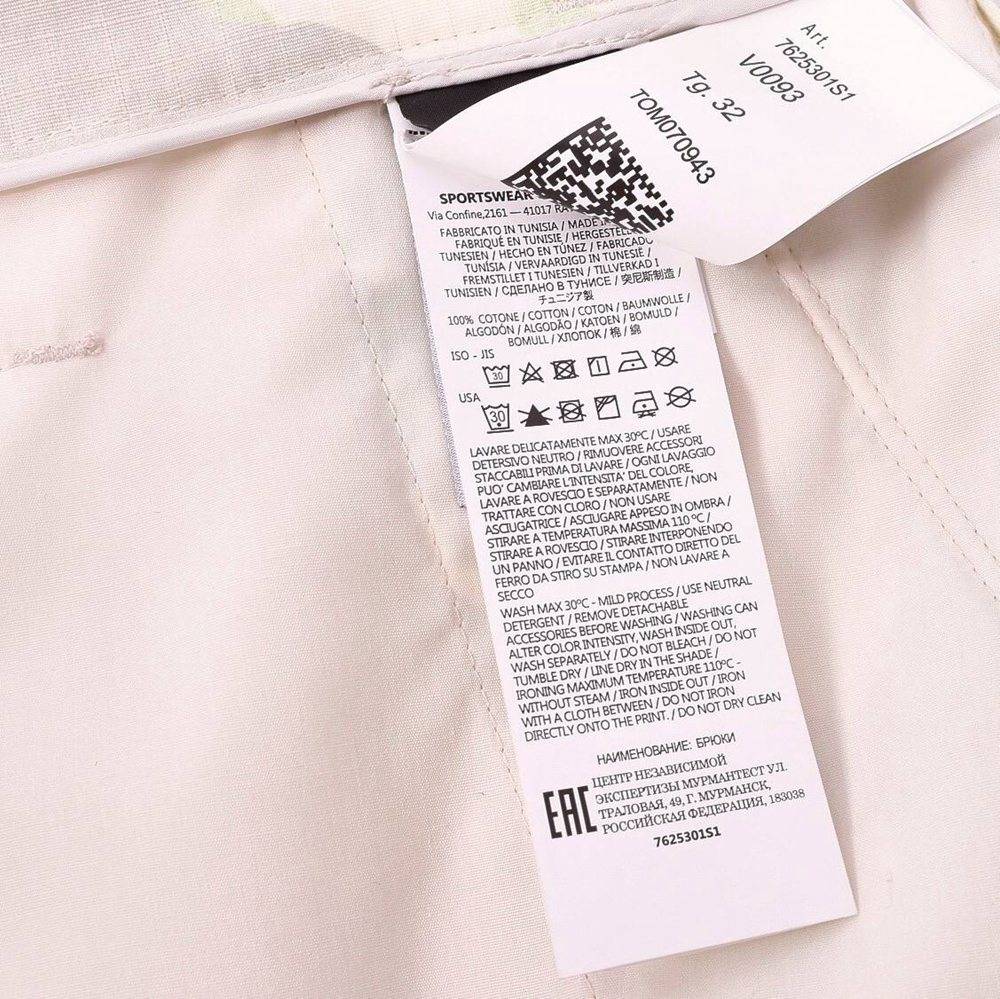 Art.
7625301S1
V0093
Tg. 32
TOM070943
SPORTSWEAR
Via Confine,2161 — 41017
FABBRICATO IN TUNISIA / MADE
FABRIQUÉ EN TUNISIE / HERGESTELL
TUNESIEN / HECHO EN TÚNEZ / FABRICADO
TUNÍSIA / VERVAARDIGD IN TUNESIË /
FREMSTILLET I TUNESIEN / TILLVERKAD I
TUNISIEN / СДЕЛАНО В ТУНИСЕ / 突尼斯制造 /
チュニジア製
100% COTONE / COTTON / COTON / BAUMWOLLE /
ALGODÓN / ALGODÃO / KATOEN / BOMULD /
BOMULL / ХЛОПОК / 棉 / 綿
ISO - JIS
30
USA
30
LAVARE DELICATAMENTE MAX 30°C / USARE
DETERSIVO NEUTRO / RIMUOVERE ACCESSORI
STACCABILI PRIMA DI LAVARE / OGNI LAVAGGIO
PUO' CAMBIARE L'INTENSITA' DEL COLORE,
LAVARE A ROVESCIO E SEPARATAMENTE / NON
TRATTARE CON CLORO / NON USARE
ASCIUGATRICE / ASCIUGARE APPESO IN OMBRA /
STIRARE A TEMPERATURA MASSIMA 110 °C /
STIRARE A ROVESCIO / STIRARE INTERPONENDO
UN PANNO / EVITARE IL CONTATTO DIRETTO DEL
FERRO DA STIRO SU STAMPA / NON LAVARE A
SECCO
WASH MAX 30°C - MILD PROCESS / USE NEUTRAL
DETERGENT / REMOVE DETACHABLE
ACCESSORIES BEFORE WASHING / WASHING CAN
ALTER COLOR INTENSITY, WASH INSIDE OUT,
WASH SEPARATELY / DO NOT BLEACH / DO NOT
TUMBLE DRY / LINE DRY IN THE SHADE /
IRONING MAXIMUM TEMPERATURE 110°C -
WITHOUT STEAM / IRON INSIDE OUT / IRON
WITH A CLOTH BETWEEN / DO NOT IRON
DIRECTLY ONTO THE PRINT. / DO NOT DRY CLEAN
НАИМЕНОВАНИЕ: БРЮКИ
EAC
ЦЕНТР НЕЗАВИСИМОЙ
ЭКСПЕРТИЗЫ МУРМАНТЕСТ УЛ.
ТРАЛОВАЯ, 49, Г. МУРМАНСК,
РОССИЙСКАЯ ФЕДЕРАЦИЯ, 183038
7625301S1